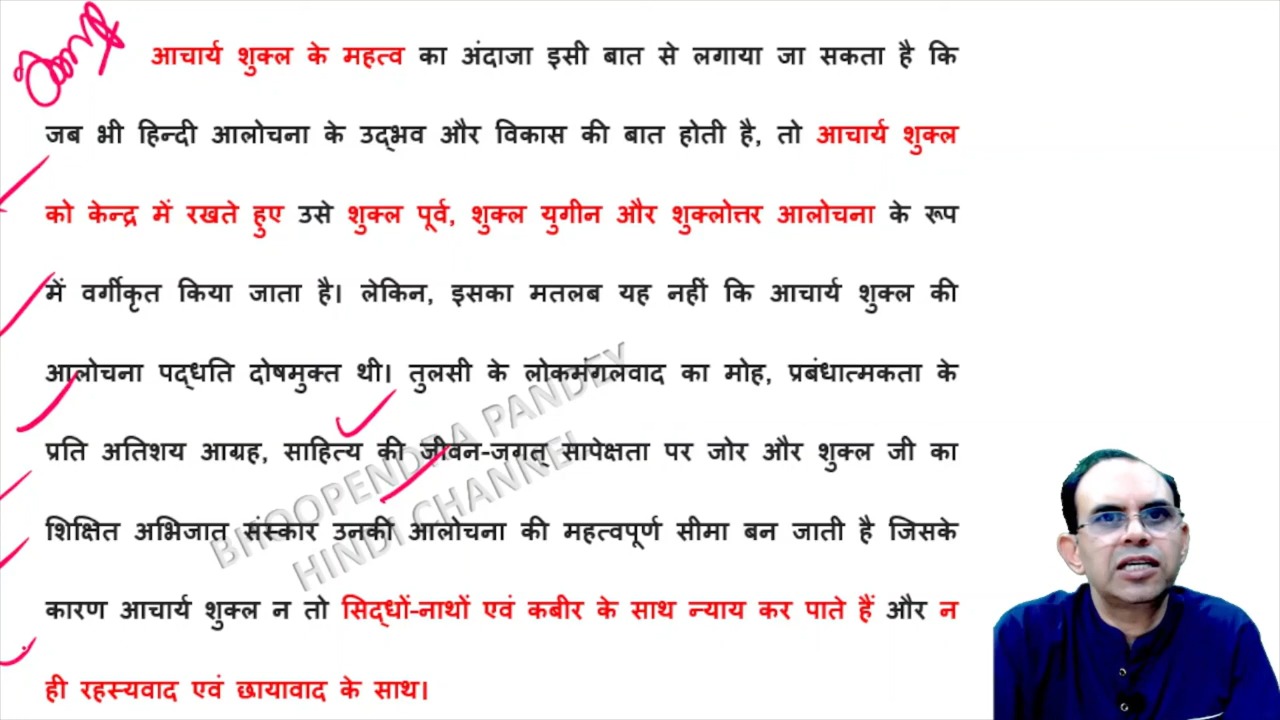 आचार्य शुक्ल के महत्व का अंदाजा इसी बात से लगाया जा सकता है कि
जब भी हिन्दी आलोचना के उद्भव और विकास की बात होती है, तो आचार्य शुक्ल
को केन्द्र में रखते हुए उसे शुक्ल पूर्व, शुक्ल युगीन और शुक्लोत्तर आलोचना के रूप
में वर्गीकृत किया जाता है। लेकिन, इसका मतलब यह नहीं कि आचार्य शुक्ल की
आलोचना पद्धति दोषमुक्त थी। तुलसी के लोकमंगलवाद का मोह, प्रबंधात्मकता के
प्रति अतिशय आग्रह, साहित्य की जीवन-जगत् सापेक्षता पर जोर और शुक्ल जी का
शिक्षित अभिजात संस्कार उनकी आलोचना की महत्वपूर्ण सीमा बन जाती है जिसके
कारण आचार्य शुक्ल न तो सिद्धों-नाथों एवं कबीर के साथ न्याय कर पाते हैं और न
ही रहस्यवाद एवं छायावाद के साथ।
BHOOPENDRA PANDEY
HINDI CHANNEL